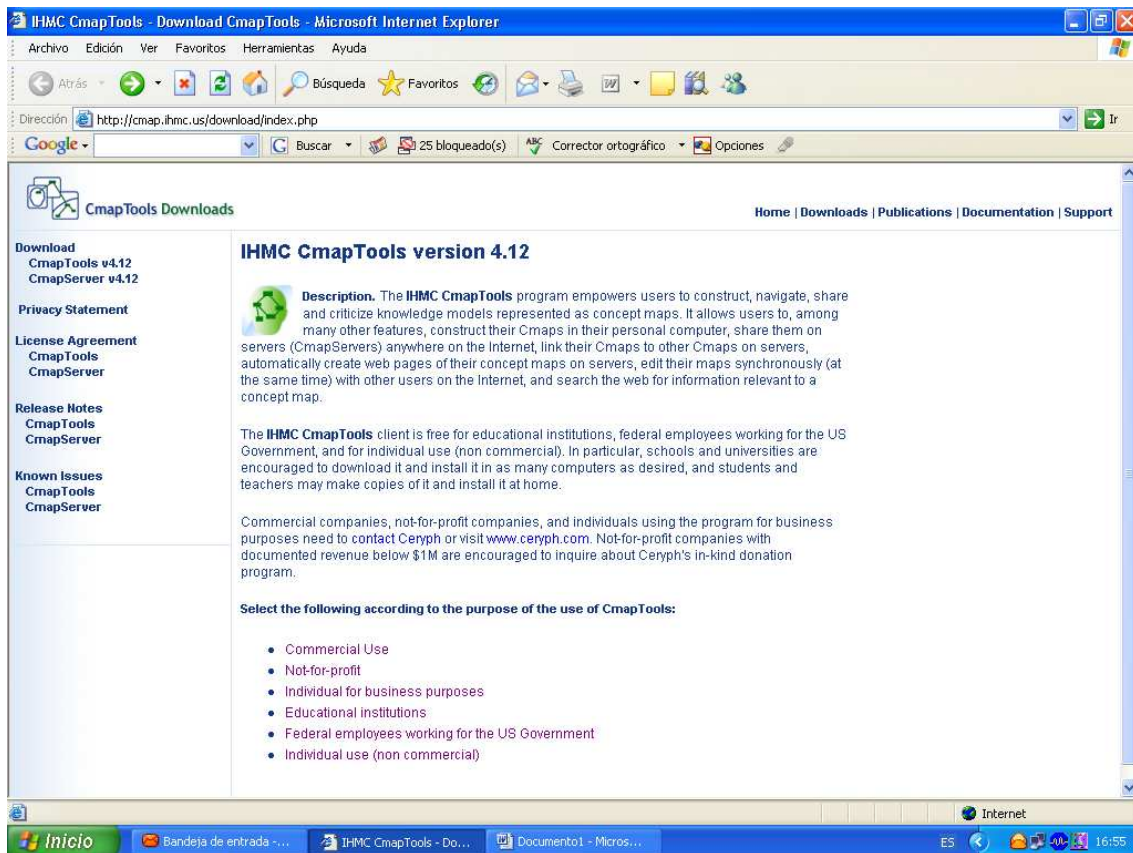 IHMC CmapTools - Download CmapTools - Microsoft Internet Explorer
Archivo Edición Ver Favoritos Herramientas Ayuda
Atrás Búsqueda Favoritos
Dirección http://cmap.ihmc.us/download/index.php Ir
Google Buscar 25 bloqueado(s) ABC Corrector ortográfico Opciones
CmapTools Downloads
Home | Downloads | Publications | Documentation | Support
Download
CmapTools v4.12
CmapServer v4.12
Privacy Statement
License Agreement
CmapTools
CmapServer
Release Notes
CmapTools
CmapServer
Known Issues
CmapTools
CmapServer
IHMC CmapTools version 4.12
Description. The IHMC CmapTools program empowers users to construct, navigate, share
and criticize knowledge models represented as concept maps. It allows users to, among
many other features, construct their Cmaps in their personal computer, share them on
servers (CmapServers) anywhere on the Internet, link their Cmaps to other Cmaps on servers,
automatically create web pages of their concept maps on servers, edit their maps synchronously (at
the same time) with other users on the Internet, and search the web for information relevant to a
concept map.
The IHMC CmapTools client is free for educational institutions, federal employees working for the US
Government, and for individual use (non commercial). In particular, schools and universities are
encouraged to download it and install it in as many computers as desired, and students and
teachers may make copies of it and install it at home.
Commercial companies, not-for-profit companies, and individuals using the program for business
purposes need to contact Ceryph or visit www.ceryph.com. Not-for-profit companies with
documented revenue below $1M are encouraged to inquire about Ceryph's in-kind donation
program.
Select the following according to the purpose of the use of CmapTools:
Commercial Use
Not-for-profit
Individual for business purposes
Educational institutions
Federal employees working for the US Government
Individual use (non commercial)
Internet
Inicio Bandeja de entrada -... IHMC CmapTools - Do... Documento1 - Micros... ES 16:55